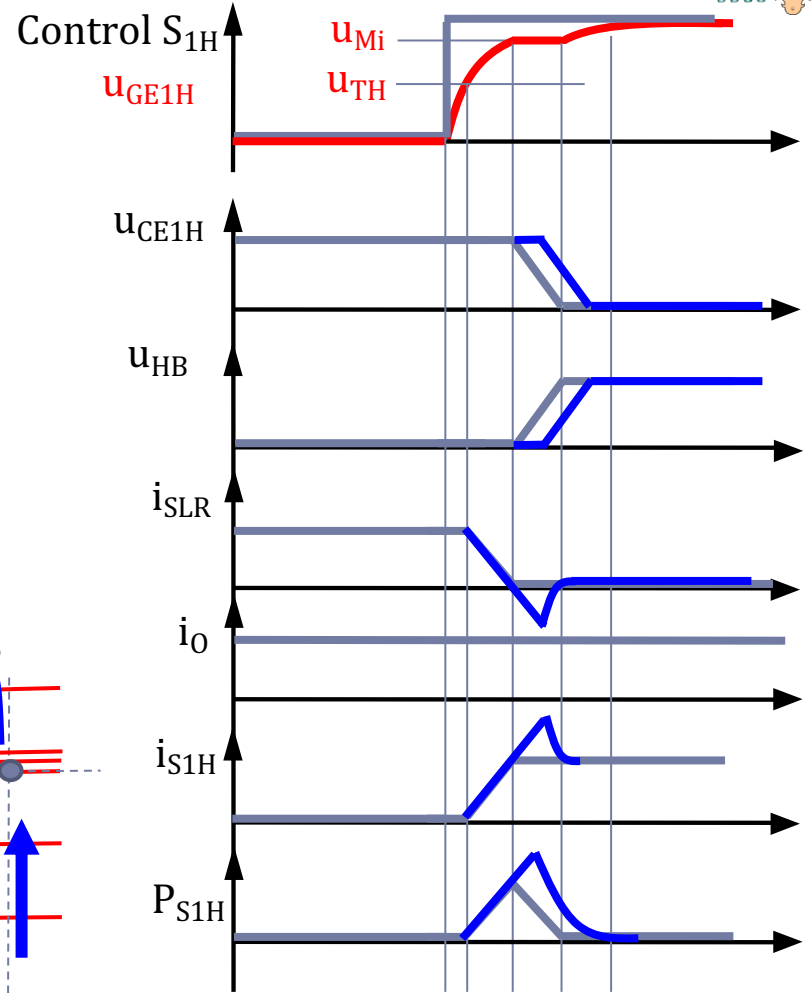 Control S1H
uGE1H
uMi
uTH
uCE1H
uHB
iSLR
iO
iS1H
PS1H